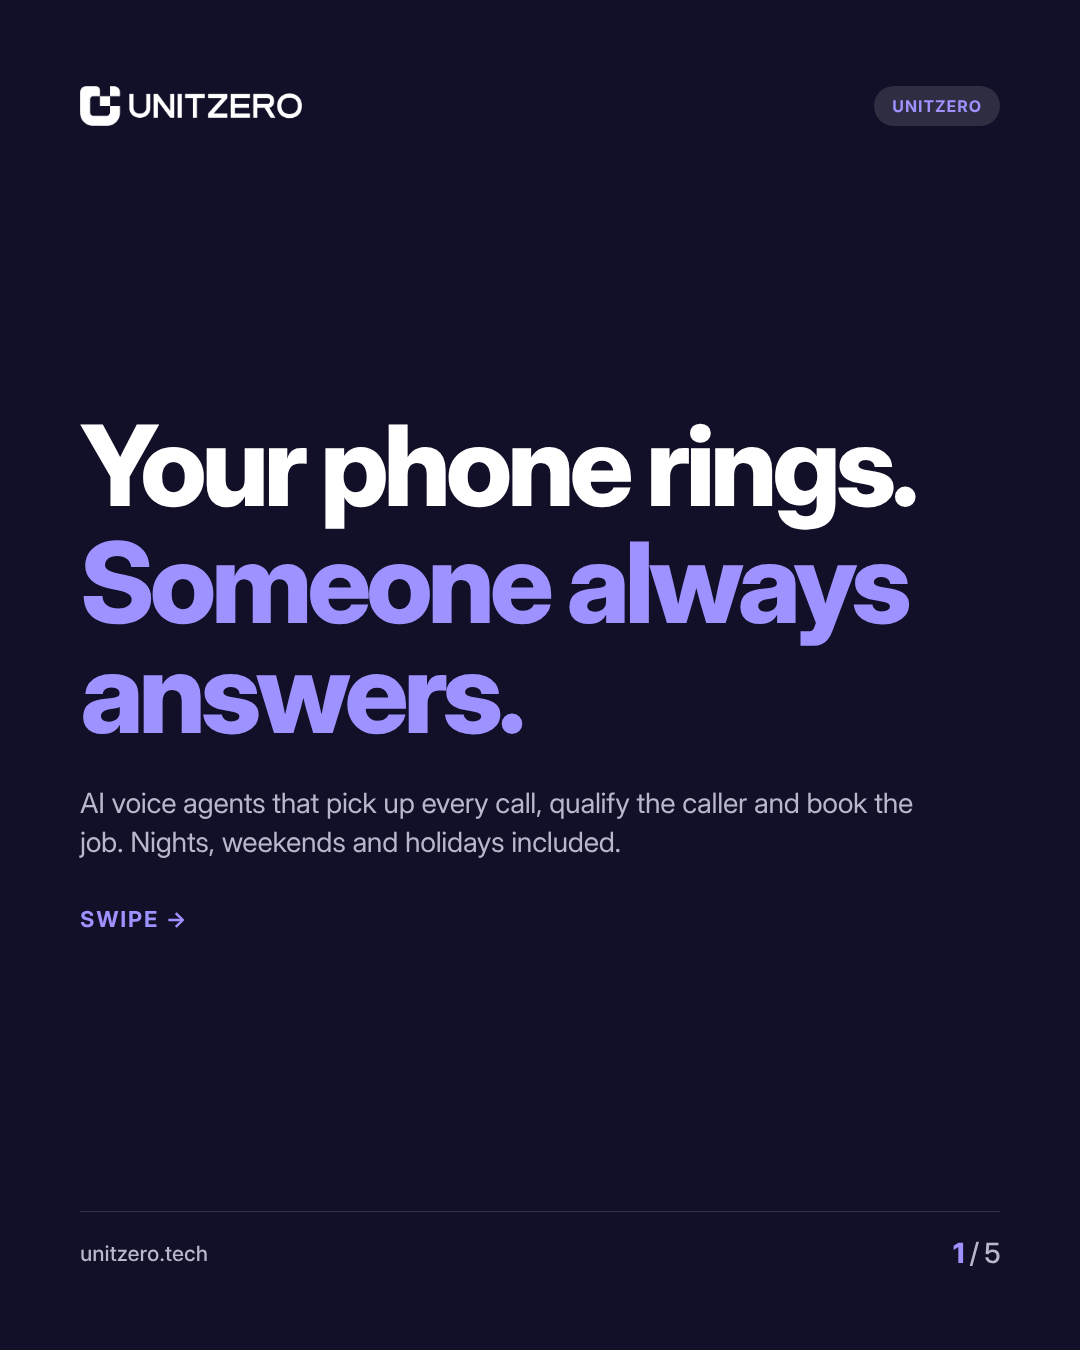 UNITZERO
UNITZERO
Your phone rings.
Someone always
answers.
AI voice agents that pick up every call, qualify the caller and book the
job. Nights, weekends and holidays included.
SWIPE →
unitzero.tech
1 / 5